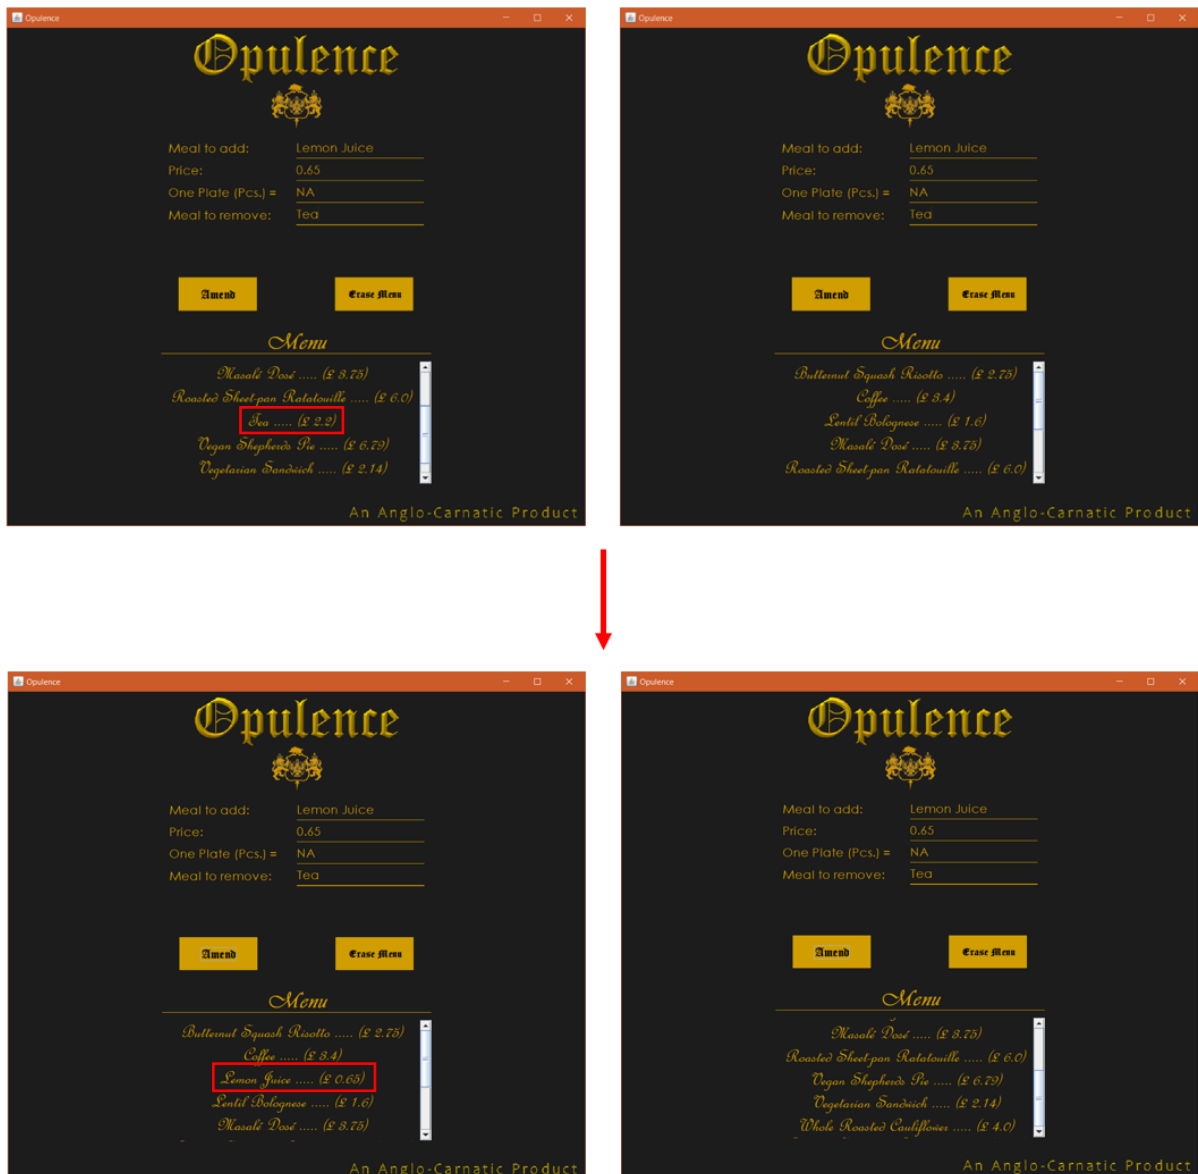 Opulence
Opulence
Meal to add: Lemon Juice
Price: 0.65
One Plate (Pcs.) = NA
Meal to remove: Tea
Amend Erase Menu
Menu
Masalé Dosé ..... (£ 3.75)
Roasted Sheet-pan Ratatouille ..... (£ 6.0)
Tea ..... (£ 2.2)
Vegan Shepherds Pie ..... (£ 6.79)
Vegetarian Sandwich ..... (£ 2.14)
An Anglo-Carnatic Product
Opulence
Opulence
Meal to add: Lemon Juice
Price: 0.65
One Plate (Pcs.) = NA
Meal to remove: Tea
Amend Erase Menu
Menu
Butternut Squash Risotto ..... (£ 2.75)
Coffee ..... (£ 3.4)
Lentil Bolognese ..... (£ 1.6)
Masalé Dosé ..... (£ 3.75)
Roasted Sheet-pan Ratatouille ..... (£ 6.0)
An Anglo-Carnatic Product
Opulence
Opulence
Meal to add: Lemon Juice
Price: 0.65
One Plate (Pcs.) = NA
Meal to remove: Tea
Amend Erase Menu
Menu
Butternut Squash Risotto ..... (£ 2.75)
Coffee ..... (£ 3.4)
Lemon Juice ..... (£ 0.65)
Lentil Bolognese ..... (£ 1.6)
Masalé Dosé ..... (£ 3.75)
An Anglo-Carnatic Product
Opulence
Opulence
Meal to add: Lemon Juice
Price: 0.65
One Plate (Pcs.) = NA
Meal to remove: Tea
Amend Erase Menu
Menu
Masalé Dosé ..... (£ 3.75)
Roasted Sheet-pan Ratatouille ..... (£ 6.0)
Vegan Shepherds Pie ..... (£ 6.79)
Vegetarian Sandwich ..... (£ 2.14)
Whole Roasted Cauliflower ..... (£ 4.0)
An Anglo-Carnatic Product